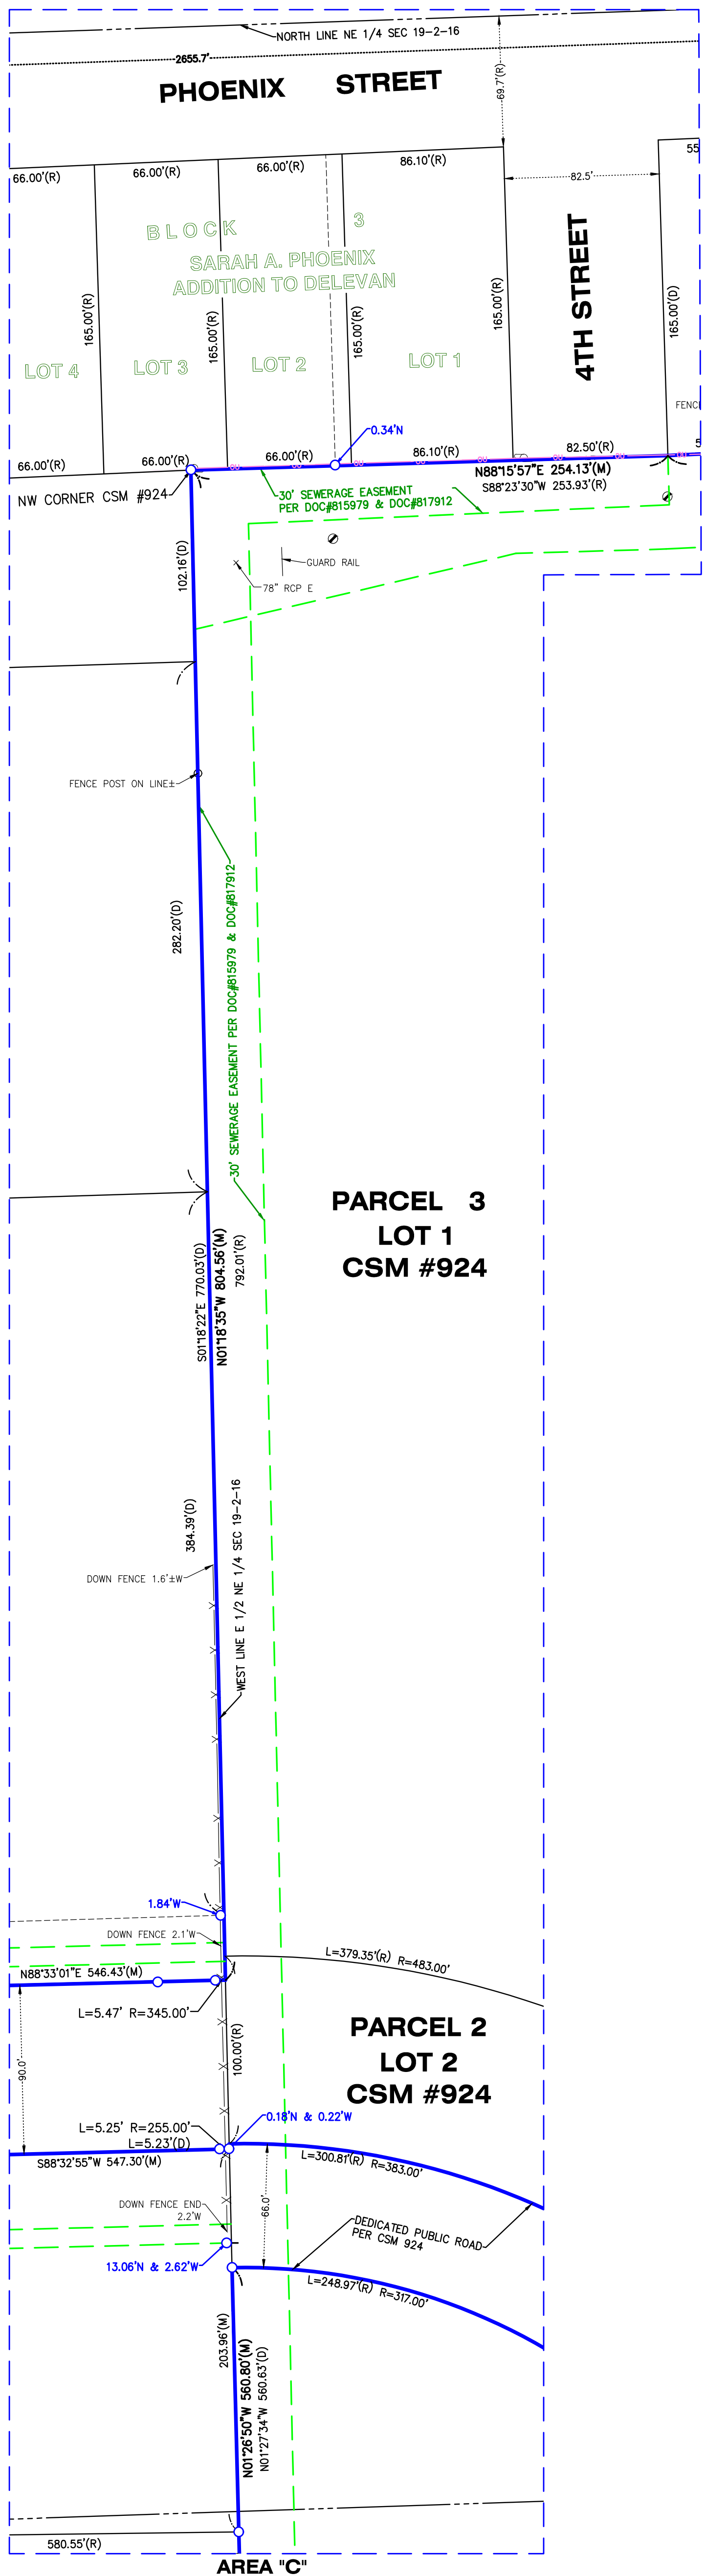 NORTH LINE NE 1/4 SEC 19-2-16
2655.7'
PHOENIX STREET
69.7'(R)
66.00'(R)
66.00'(R)
66.00'(R)
86.10'(R)
82.5'
55
BLOCK 3
SARAH A. PHOENIX
ADDITION TO DELEVAN
4TH STREET
165.00'(R)
165.00'(R)
165.00'(R)
165.00'(R)
165.00'(D)
LOT 4
LOT 3
LOT 2
LOT 1
FENCE
0.34'N
66.00'(R)
66.00'(R)
66.00'(R)
86.10'(R)
82.50'(R)
5
OU OU OU OU OU OU OU OU
N88°15'57"E 254.13'(M)
S88°23'30"W 253.93'(R)
NW CORNER CSM #924
30' SEWERAGE EASEMENT
PER DOC#815979 & DOC#817912
GUARD RAIL
78" RCP E
102.16'(D)
FENCE POST ON LINE±
282.20'(D)
30' SEWERAGE EASEMENT PER DOC#815979 & DOC#817912
PARCEL 3
LOT 1
CSM #924
S01°18'22"E 770.03'(D)
N01°18'35"W 804.56'(M)
792.01'(R)
384.39'(D)
WEST LINE E 1/2 NE 1/4 SEC 19-2-16
DOWN FENCE 1.6'±W
1.84'W
DOWN FENCE 2.1'W
L=379.35'(R) R=483.00'
N88°33'01"E 546.43'(M)
L=5.47' R=345.00'
PARCEL 2
LOT 2
CSM #924
100.00'(R)
90.0'
0.18'N & 0.22'W
L=5.25' R=255.00'
L=5.23'(D)
S88°32'55"W 547.30'(M)
L=300.81'(R) R=383.00'
66.0'
DOWN FENCE END
2.2'W
DEDICATED PUBLIC ROAD
PER CSM 924
13.06'N & 2.62'W
L=248.97'(R) R=317.00'
203.96'(M)
N01°26'50"W 560.80'(M)
N01°27'34"W 560.63'(D)
580.55'(R)
AREA "C"